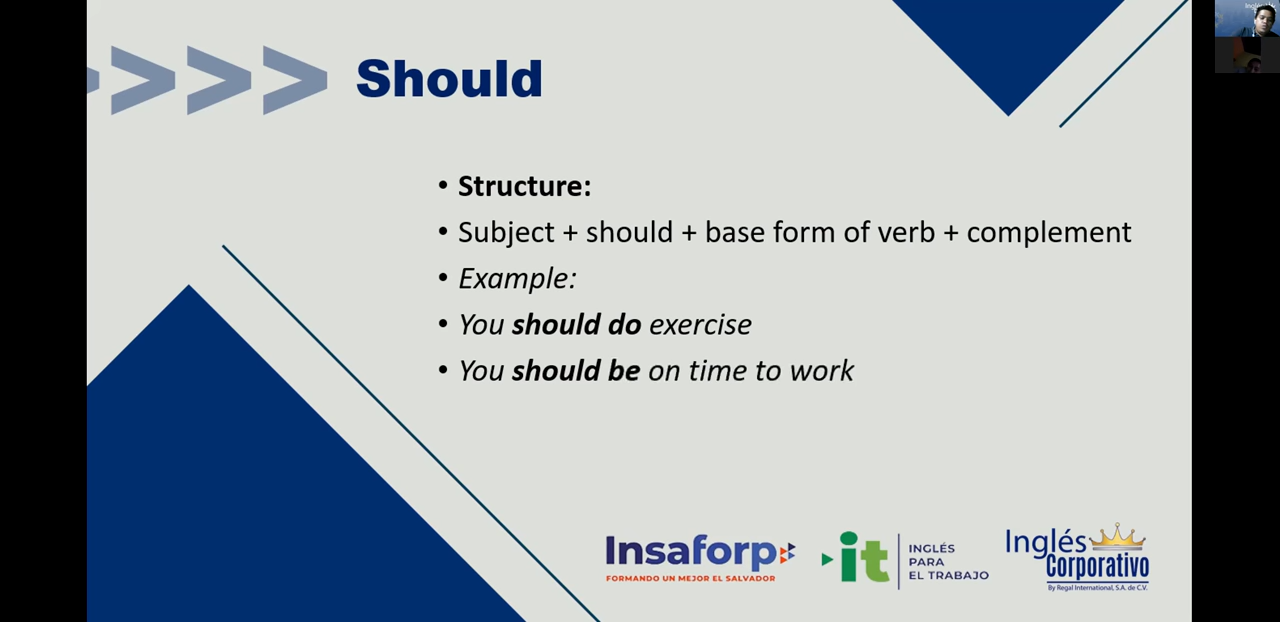 Should
• Structure:
• Subject + should + base form of verb + complement
• Example:
• You should do exercise
• You should be on time to work
Insaforp
FORMANDO UN MEJOR EL SALVADOR
it
INGLÉS
PARA
EL TRABAJO
Inglés
Corporativo
By Regal International, S.A. de C.V.